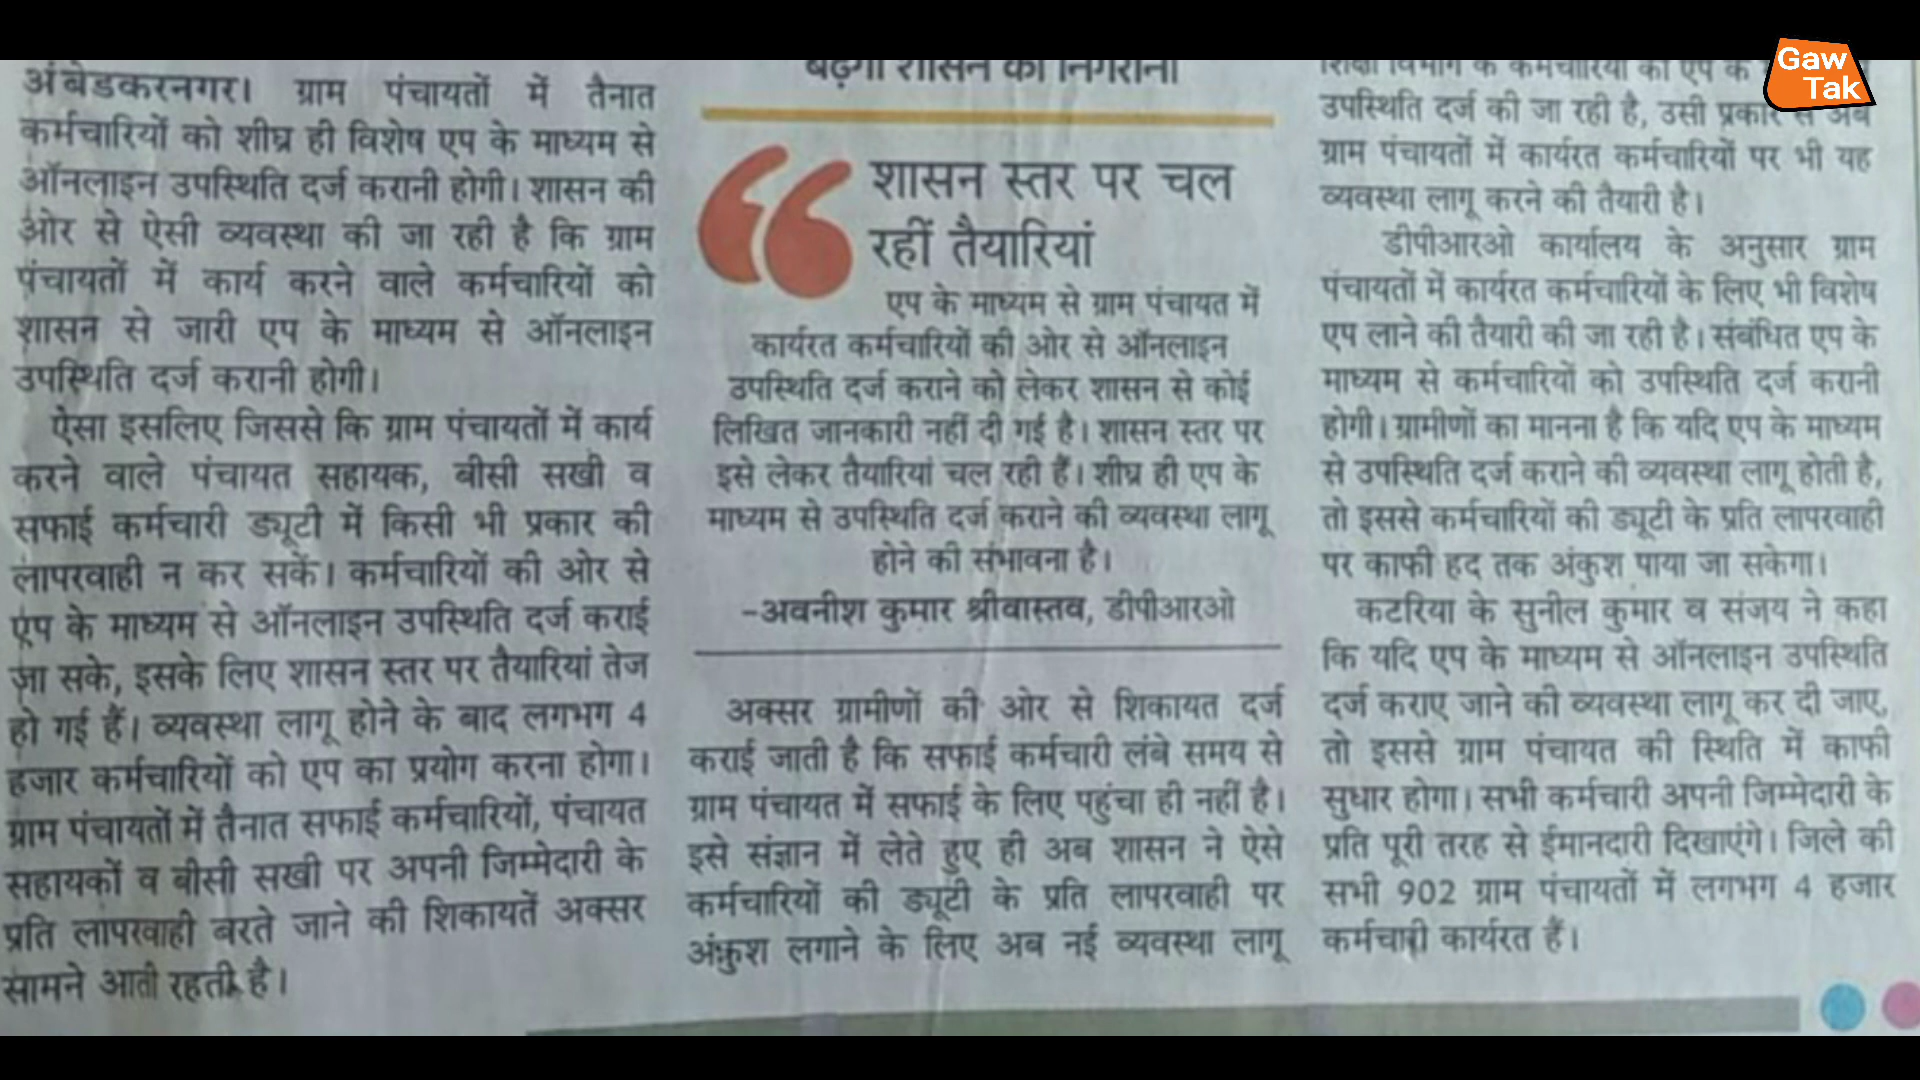 अंबेडकरनगर। ग्राम पंचायतों में तैनात
कर्मचारियों को शीघ्र ही विशेष एप के माध्यम से
ऑनलाइन उपस्थिति दर्ज करानी होगी। शासन की
ओर से ऐसी व्यवस्था की जा रही है कि ग्राम
पंचायतों में कार्य करने वाले कर्मचारियों को
शासन से जारी एप के माध्यम से ऑनलाइन
उपस्थिति दर्ज करानी होगी।
ऐसा इसलिए जिससे कि ग्राम पंचायतों में कार्य
करने वाले पंचायत सहायक, बीसी सखी व
सफाई कर्मचारी ड्यूटी में किसी भी प्रकार की
लापरवाही न कर सकें। कर्मचारियों की ओर से
एप के माध्यम से ऑनलाइन उपस्थिति दर्ज कराई
जा सके, इसके लिए शासन स्तर पर तैयारियां तेज
हो गई हैं। व्यवस्था लागू होने के बाद लगभग 4
हजार कर्मचारियों को एप का प्रयोग करना होगा।
ग्राम पंचायतों में तैनात सफाई कर्मचारियों, पंचायत
सहायकों व बीसी सखी पर अपनी जिम्मेदारी के
प्रति लापरवाही बरते जाने की शिकायतें अक्सर
सामने आती रहती है।
बढ़ेगी शासन की निगरानी
शासन स्तर पर चल
रहीं तैयारियां
एप के माध्यम से ग्राम पंचायत में
कार्यरत कर्मचारियों की ओर से ऑनलाइन
उपस्थिति दर्ज कराने को लेकर शासन से कोई
लिखित जानकारी नहीं दी गई है। शासन स्तर पर
इसे लेकर तैयारियां चल रही हैं। शीघ्र ही एप के
माध्यम से उपस्थिति दर्ज कराने की व्यवस्था लागू
होने की संभावना है।
-अवनीश कुमार श्रीवास्तव, डीपीआरओ
अक्सर ग्रामीणों की ओर से शिकायत दर्ज
कराई जाती है कि सफाई कर्मचारी लंबे समय से
ग्राम पंचायत में सफाई के लिए पहुंचा ही नहीं है।
इसे संज्ञान में लेते हुए ही अब शासन ने ऐसे
कर्मचारियों की ड्यूटी के प्रति लापरवाही पर
अंकुश लगाने के लिए अब नई व्यवस्था लागू
शिक्षा विभाग के कर्मचारियों की एप के
उपस्थिति दर्ज की जा रही है, उसी प्रकार से अब
ग्राम पंचायतों में कार्यरत कर्मचारियों पर भी यह
व्यवस्था लागू करने की तैयारी है।
डीपीआरओ कार्यालय के अनुसार ग्राम
पंचायतों में कार्यरत कर्मचारियों के लिए भी विशेष
एप लाने की तैयारी की जा रही है। संबंधित एप के
माध्यम से कर्मचारियों को उपस्थिति दर्ज करानी
होगी। ग्रामीणों का मानना है कि यदि एप के माध्यम
से उपस्थिति दर्ज कराने की व्यवस्था लागू होती है,
तो इससे कर्मचारियों की ड्यूटी के प्रति लापरवाही
पर काफी हद तक अंकुश पाया जा सकेगा।
कटरिया के सुनील कुमार व संजय ने कहा
कि यदि एप के माध्यम से ऑनलाइन उपस्थिति
दर्ज कराए जाने की व्यवस्था लागू कर दी जाए,
तो इससे ग्राम पंचायत की स्थिति में काफी
सुधार होगा। सभी कर्मचारी अपनी जिम्मेदारी के
प्रति पूरी तरह से ईमानदारी दिखाएंगे। जिले की
सभी 902 ग्राम पंचायतों में लगभग 4 हजार
कर्मचारी कार्यरत हैं।
Gaw
Tak